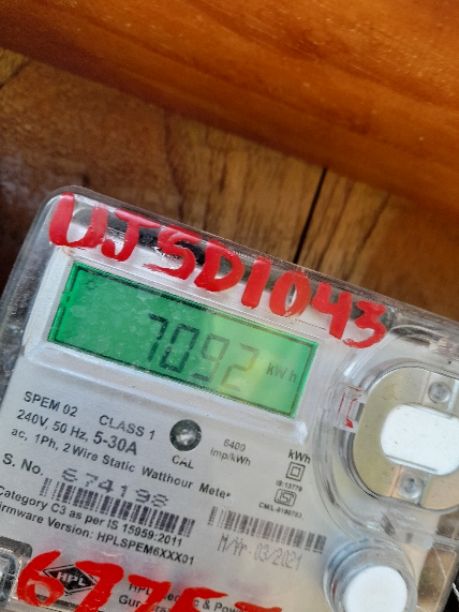 UJSD1043
7092 kWh
SPEM 02 CLASS 1
240V, 50 Hz, 5-30A
ac, 1Ph, 2 Wire Static Watthour Meter
CAL
6400
imp/kWh
kWh
IS:13779
S. No. 674198
Category C3 as per IS 15959:2011
Firmware Version: HPLSPEM6XXX01
M/Yr. 03/2021
HPL